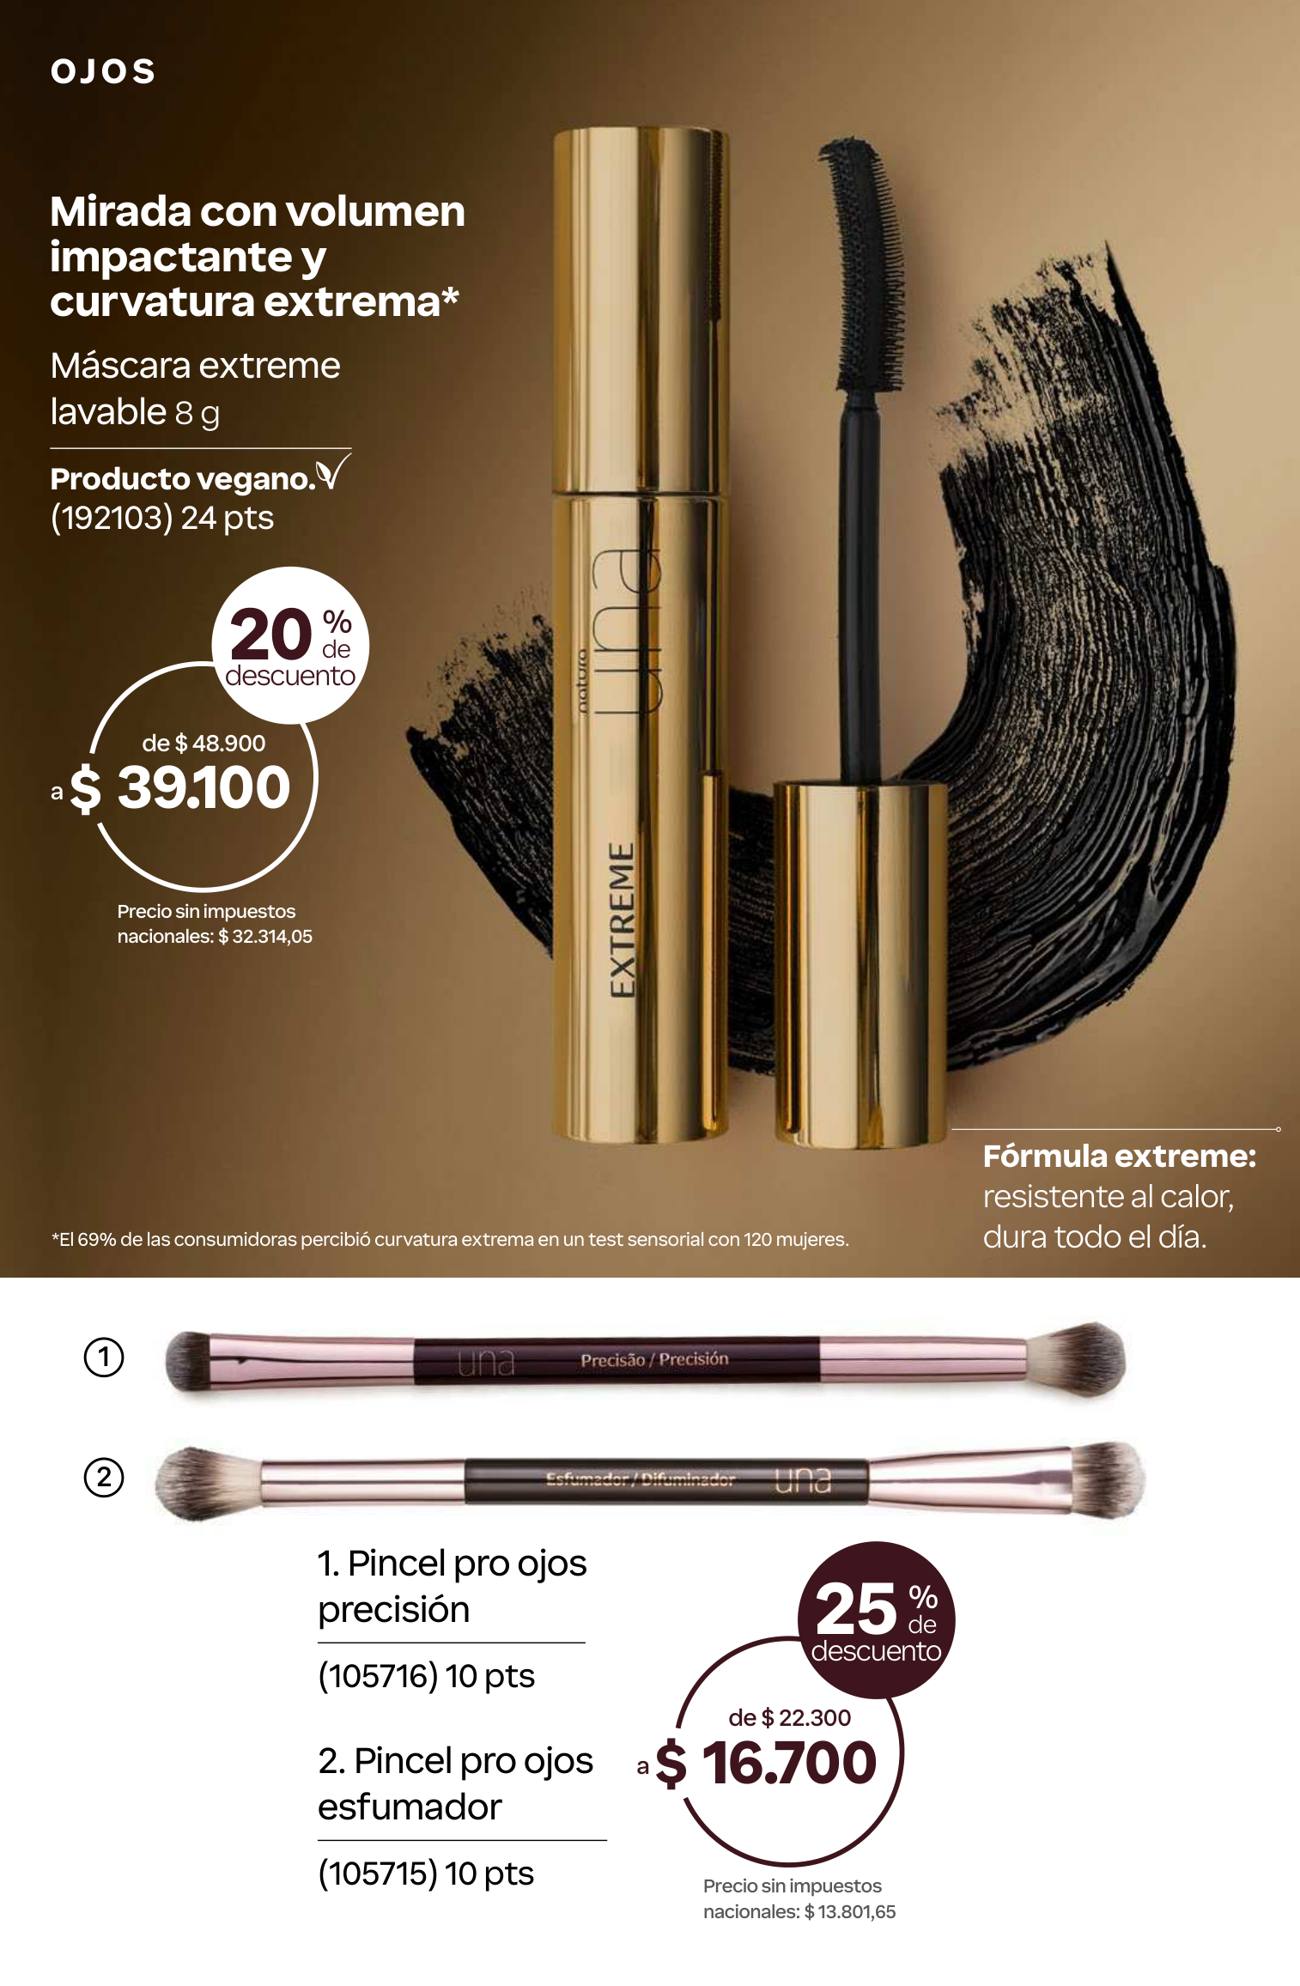 OJOS
Mirada con volumen
impactante y
curvatura extrema*
Máscara extreme
lavable 8 g
Producto vegano.
(192103) 24 pts
20 %
de
descuento
de $ 48.900
a $ 39.100
Precio sin impuestos
nacionales: $ 32.314,05
natura
una
EXTREME
Fórmula extreme:
resistente al calor,
dura todo el día.
*El 69% de las consumidoras percibió curvatura extrema en un test sensorial con 120 mujeres.
1
una Precisão / Precisión
2
Esfumador / Difuminador una
1. Pincel pro ojos
precisión
(105716) 10 pts
2. Pincel pro ojos
esfumador
(105715) 10 pts
25 %
de
descuento
de $ 22.300
a $ 16.700
Precio sin impuestos
nacionales: $ 13.801,65